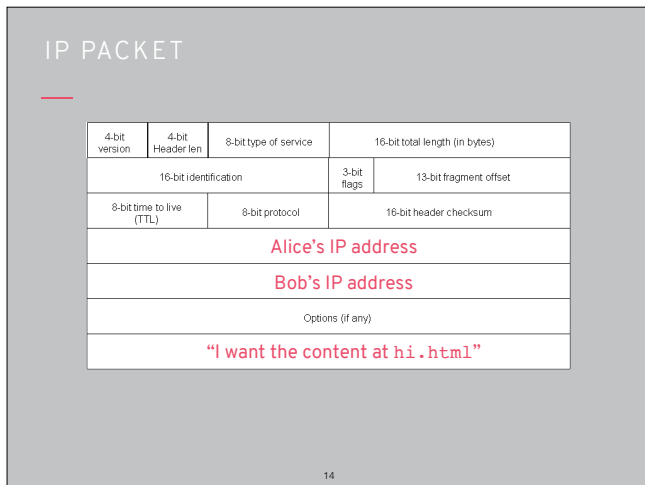 IP PACKET
4-bit
version
4-bit
Header len
8-bit type of service
16-bit total length (in bytes)
16-bit identification
3-bit
flags
13-bit fragment offset
8-bit time to live
(TTL)
8-bit protocol
16-bit header checksum
Alice's IP address
Bob's IP address
Options (if any)
“I want the content at hi.html”
14